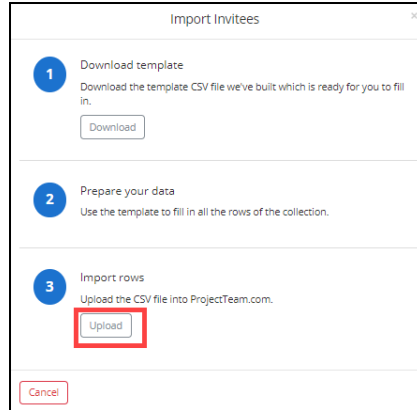 Import Invitees
×
1
Download template
Download the template CSV file we've built which is ready for you to fill
in.
Download
2
Prepare your data
Use the template to fill in all the rows of the collection.
3
Import rows
Upload the CSV file into ProjectTeam.com.
Upload
Cancel